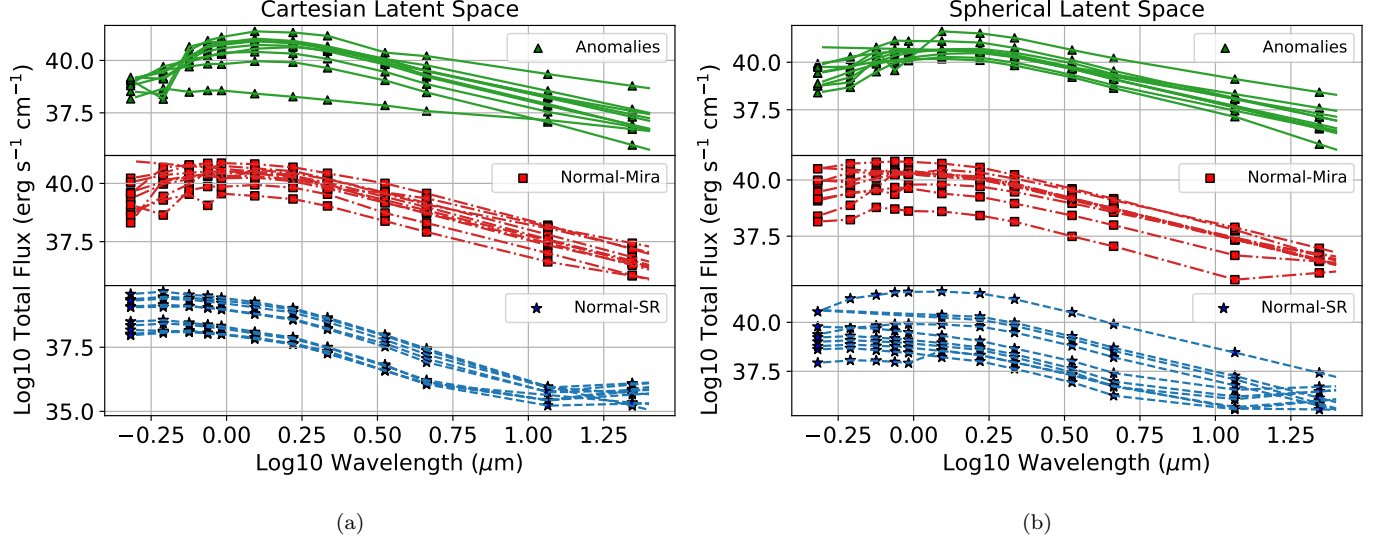 Cartesian Latent Space
Anomalies
40.0
37.5
Normal-Mira
40.0
37.5
Normal-SR
37.5
35.0
Log10 Total Flux (erg s−1 cm−1)
−0.25 0.00 0.25 0.50 0.75 1.00 1.25
Log10 Wavelength (μm)
(a)
Spherical Latent Space
Anomalies
40.0
37.5
Normal-Mira
40.0
37.5
Normal-SR
40.0
37.5
Log10 Total Flux (erg s−1 cm−1)
−0.25 0.00 0.25 0.50 0.75 1.00 1.25
Log10 Wavelength (μm)
(b)